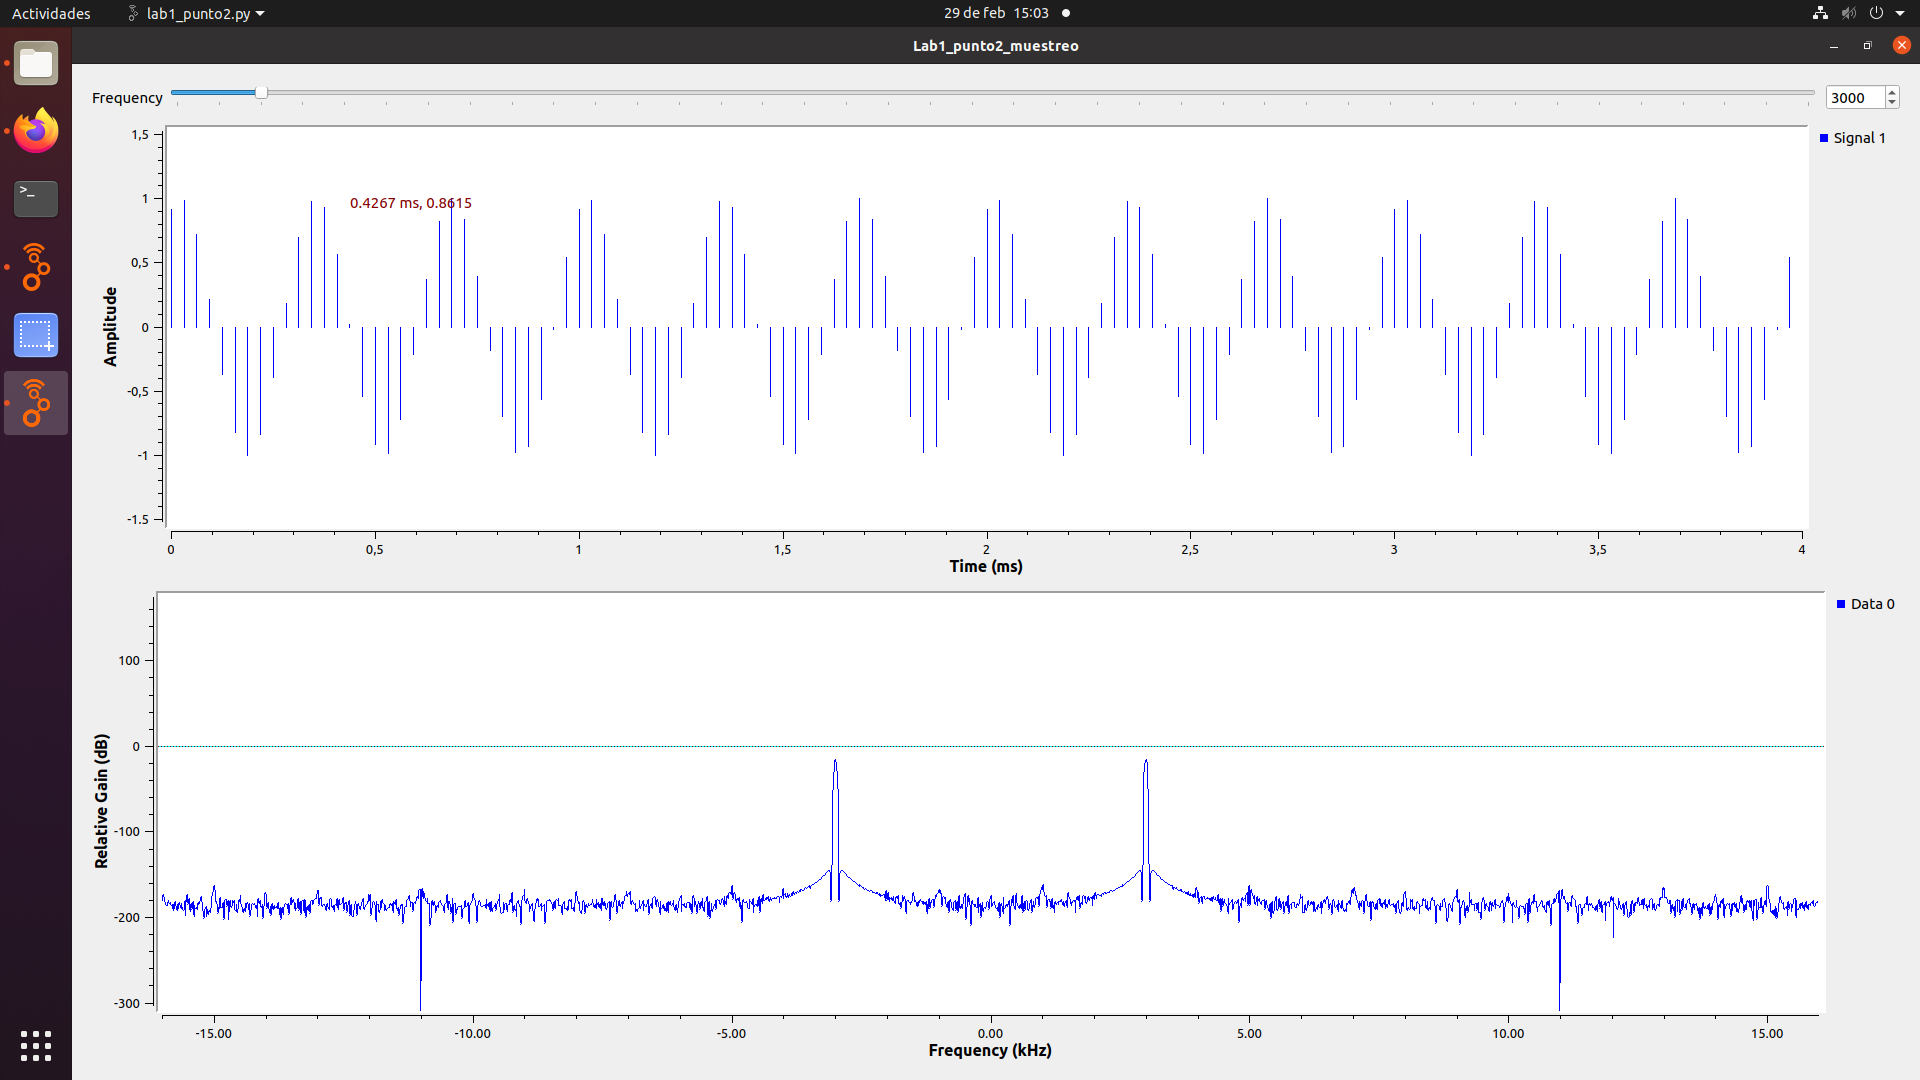 Actividades
lab1_punto2.py
29 de feb 15:03
Lab1_punto2_muestreo
Frequency
3000
Signal 1
1,5
1
0,5
0
-0,5
-1
-1.5
Amplitude
0.4267 ms, 0.8615
0 0,5 1 1,5 2 2,5 3 3,5 4
Time (ms)
Data 0
100
0
-100
-200
-300
Relative Gain (dB)
-15.00 -10.00 -5.00 0.00 5.00 10.00 15.00
Frequency (kHz)